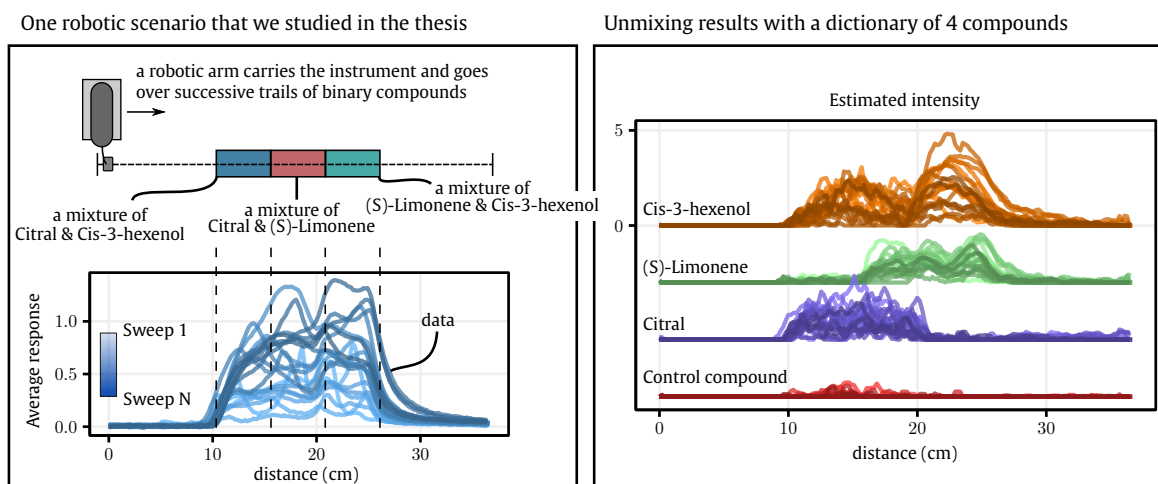 One robotic scenario that we studied in the thesis
a robotic arm carries the instrument and goes
over successive trails of binary compounds
a mixture of
Citral & Cis-3-hexenol
a mixture of
Citral & (S)-Limonene
a mixture of
(S)-Limonene & Cis-3-hexenol
Average response
1.0
0.5
0.0
Sweep 1
Sweep N
data
0
10
20
30
distance (cm)
Unmixing results with a dictionary of 4 compounds
Estimated intensity
5
0
Cis-3-hexenol
(S)-Limonene
Citral
Control compound
0
10
20
30
distance (cm)